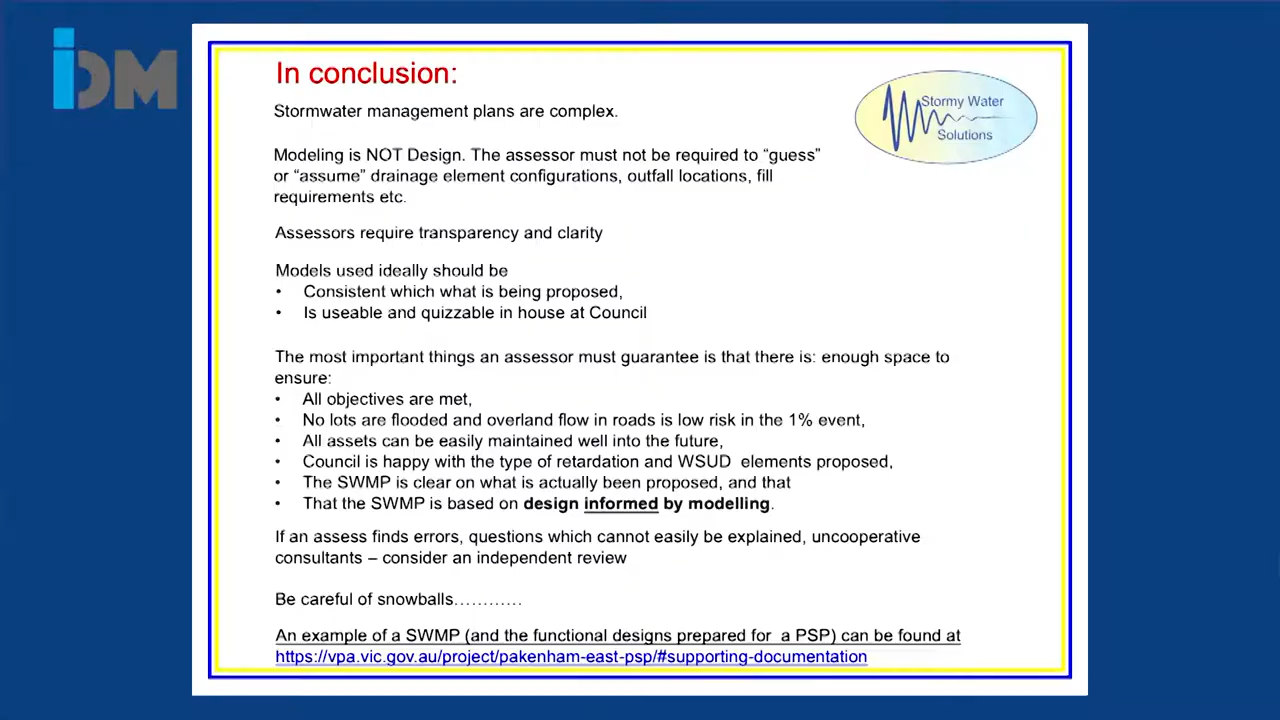 iDM
In conclusion:
Stormy Water
Solutions
Stormwater management plans are complex.
Modeling is NOT Design. The assessor must not be required to “guess”
or “assume” drainage element configurations, outfall locations, fill
requirements etc.
Assessors require transparency and clarity
Models used ideally should be
• Consistent which what is being proposed,
• Is useable and quizzable in house at Council
The most important things an assessor must guarantee is that there is: enough space to
ensure:
• All objectives are met,
• No lots are flooded and overland flow in roads is low risk in the 1% event,
• All assets can be easily maintained well into the future,
• Council is happy with the type of retardation and WSUD elements proposed,
• The SWMP is clear on what is actually been proposed, and that
• That the SWMP is based on design informed by modelling.
If an assess finds errors, questions which cannot easily be explained, uncooperative
consultants – consider an independent review
Be careful of snowballs…………
An example of a SWMP (and the functional designs prepared for a PSP) can be found at
https://vpa.vic.gov.au/project/pakenham-east-psp/#supporting-documentation